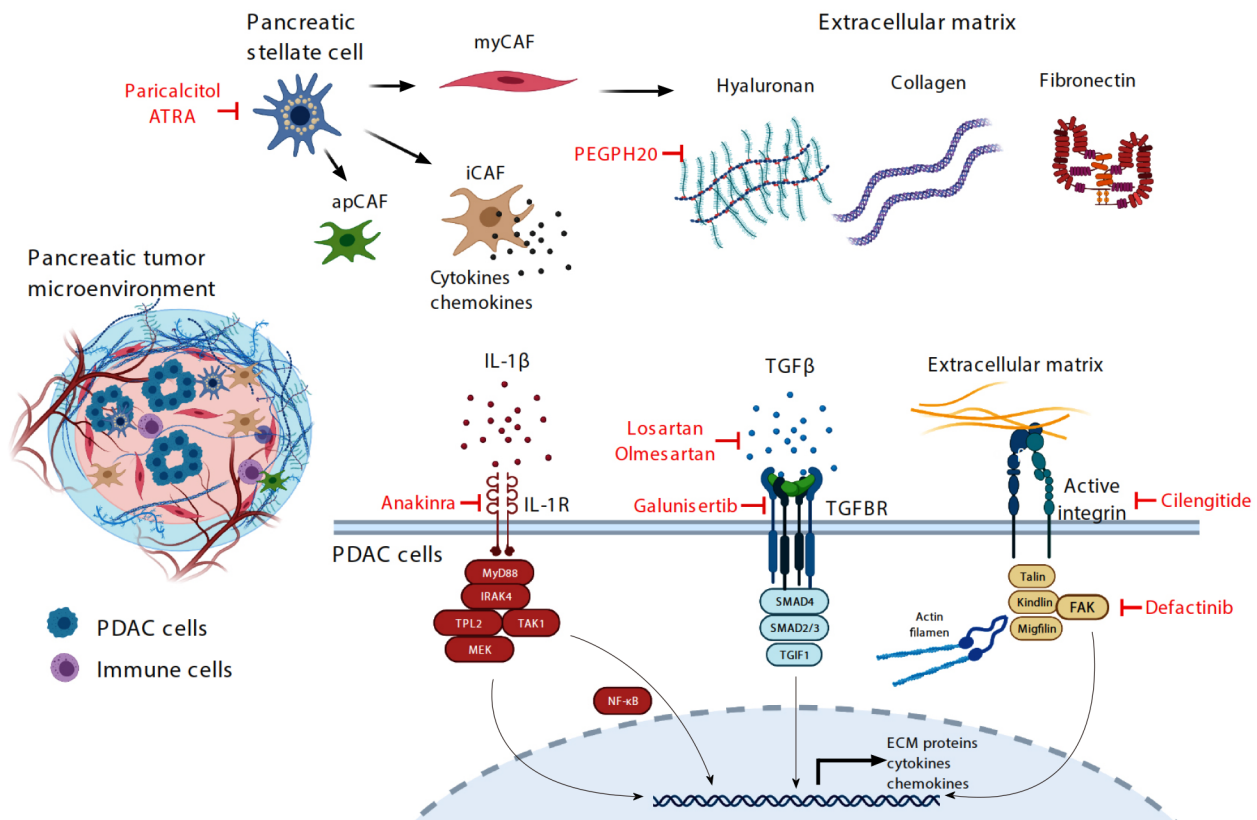 Pancreatic
stellate cell
myCAF
Extracellular matrix
Paricalcitol
ATRA
Hyaluronan
Collagen
Fibronectin
PEGPH20
iCAF
apCAF
Cytokines
chemokines
Pancreatic tumor
microenvironment
IL-1β
TGFβ
Extracellular matrix
Losartan
Olmesartan
Anakinra
IL-1R
Galunisertib
TGFBR
Active
integrin
Cilengitide
PDAC cells
MyD88
IRAK4
TPL2
TAK1
MEK
SMAD4
SMAD2/3
TGIF1
Talin
Kindlin
FAK
Migfilin
Defactinib
Actin
filamen
PDAC cells
Immune cells
NF-κB
ECM proteins
cytokines
chemokines